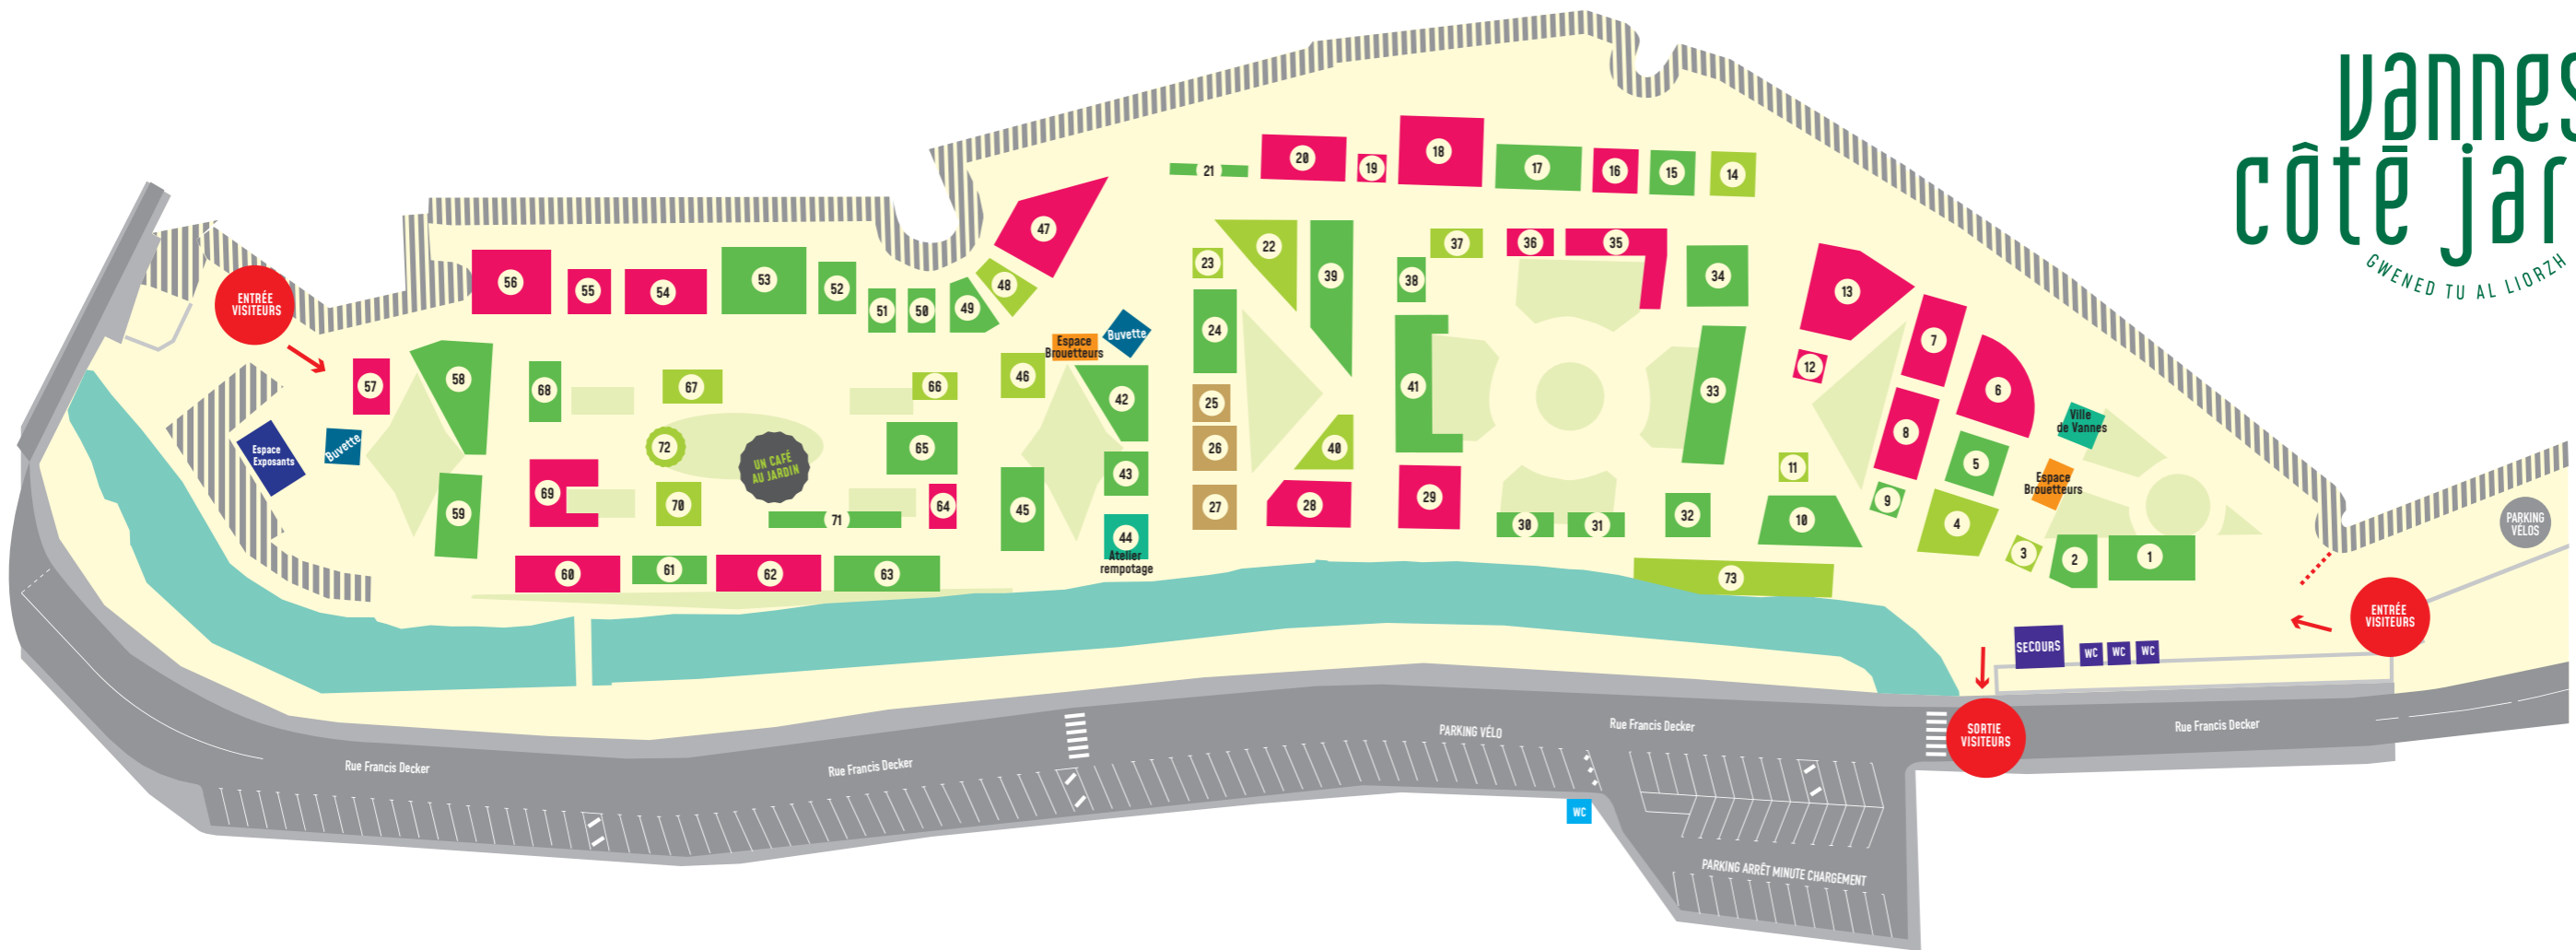 vannes
côté jar
GWENED TU AL LIORZH
20
19
18
17
16
15
14
21
47
48
56
55
54
53
52
51
50
49
ENTRÉE
VISITEURS
23
22
39
37
36
35
34
38
24
13
7
12
6
8
5
9
4
11
10
3
2
1
Ville
de Vannes
Espace
Brouetteurs
Buvette
Espace
Brouetteurs
57
58
68
67
66
46
42
25
26
27
41
33
40
28
29
30
31
32
72
UN CAFÉ
AU JARDIN
65
43
45
44
Atelier
rempotage
Espace
Exposants
Buvette
59
69
70
71
64
60
61
62
63
73
PARKING
VÉLOS
ENTRÉE
VISITEURS
SECOURS
WC
WC
WC
SORTIE
VISITEURS
Rue Francis Decker
Rue Francis Decker
PARKING VÉLO
Rue Francis Decker
Rue Francis Decker
WC
PARKING ARRÊT MINUTE CHARGEMENT